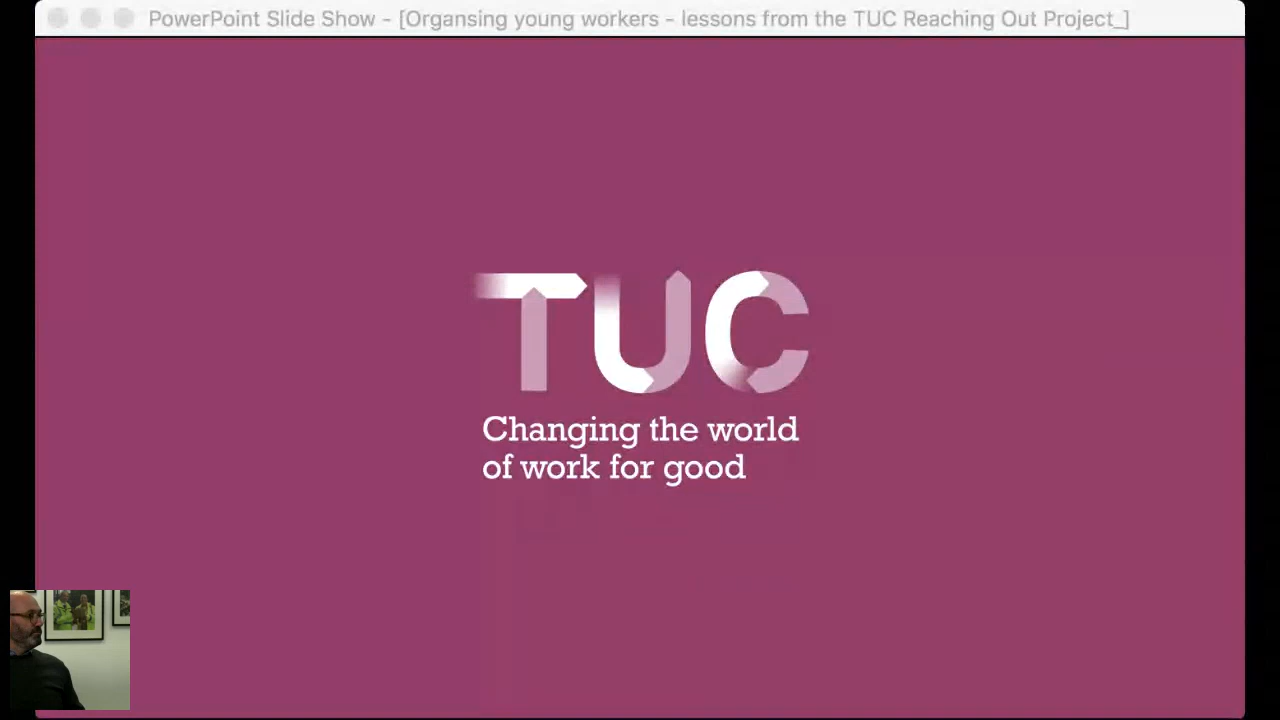 PowerPoint Slide Show - [Organsing young workers - lessons from the TUC Reaching Out Project_]
TUC
Changing the world
of work for good